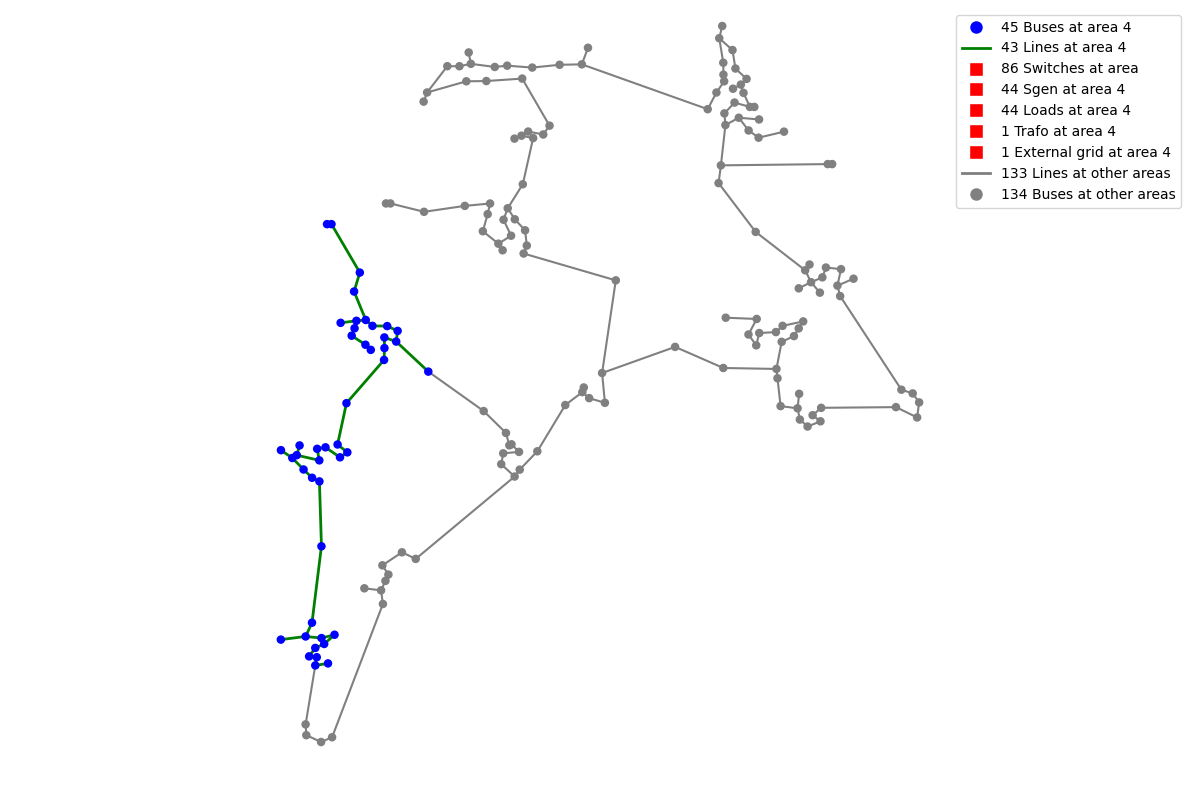 45 Buses at area 4
43 Lines at area 4
86 Switches at area
44 Sgen at area 4
44 Loads at area 4
1 Trafo at area 4
1 External grid at area 4
133 Lines at other areas
134 Buses at other areas